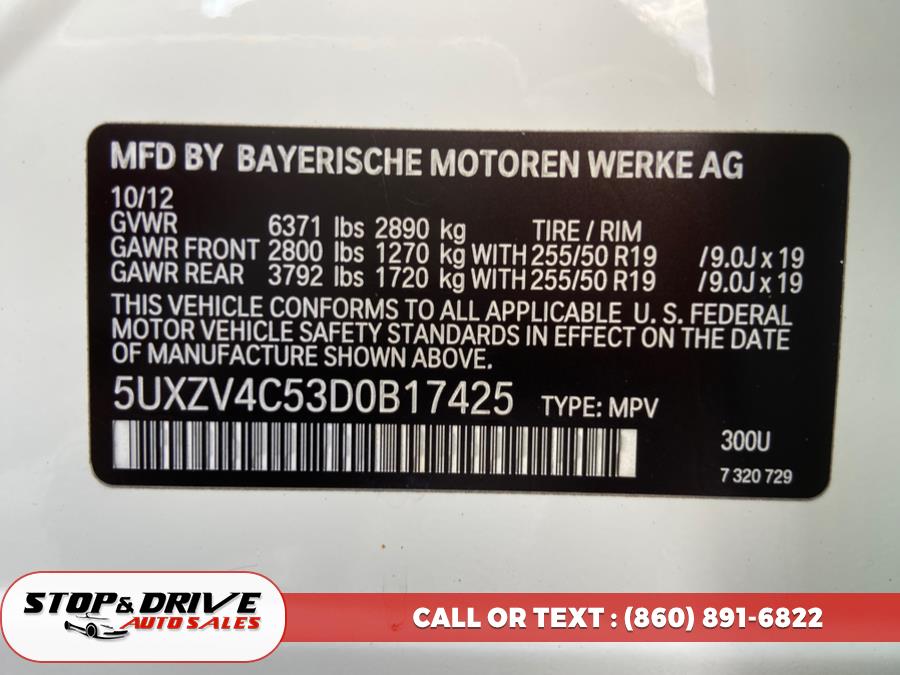 MFD BY BAYERISCHE MOTOREN WERKE AG
10/12
GVWR 6371 lbs 2890 kg TIRE / RIM
GAWR FRONT 2800 lbs 1270 kg WITH 255/50 R19 /9.0J x 19
GAWR REAR 3792 lbs 1720 kg WITH 255/50 R19 /9.0J x 19
THIS VEHICLE CONFORMS TO ALL APPLICABLE U. S. FEDERAL
MOTOR VEHICLE SAFETY STANDARDS IN EFFECT ON THE DATE
OF MANUFACTURE SHOWN ABOVE.
5UXZV4C53D0B17425 TYPE: MPV
300U
7 320 729
STOP & DRIVE
AUTO SALES
CALL OR TEXT : (860) 891-6822